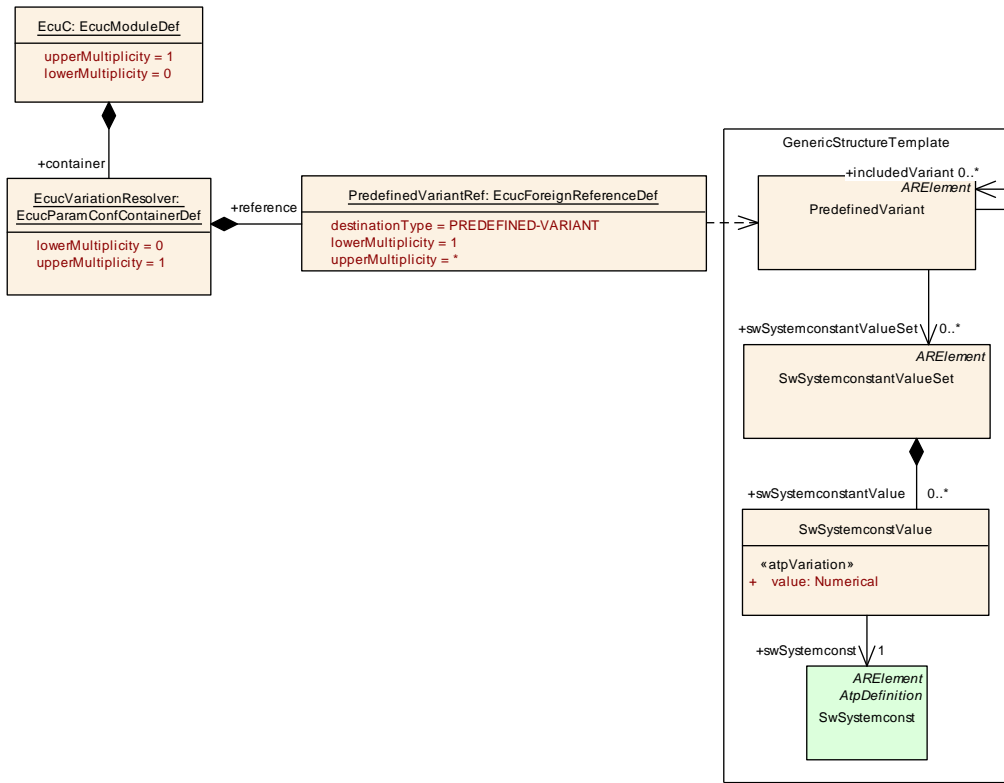 EcuC: EcucModuleDef
upperMultiplicity = 1
lowerMultiplicity = 0
+container
EcucVariationResolver:
EcucParamConfContainerDef
lowerMultiplicity = 0
upperMultiplicity = 1
+reference
PredefinedVariantRef: EcucForeignReferenceDef
destinationType = PREDEFINED-VARIANT
lowerMultiplicity = 1
upperMultiplicity = *
GenericStructureTemplate
+includedVariant 0..*
ARElement
PredefinedVariant
+swSystemconstantValueSet 0..*
ARElement
SwSystemconstantValueSet
+swSystemconstantValue 0..*
SwSystemconstValue
«atpVariation»
+ value: Numerical
+swSystemconst 1
ARElement
AtpDefinition
SwSystemconst